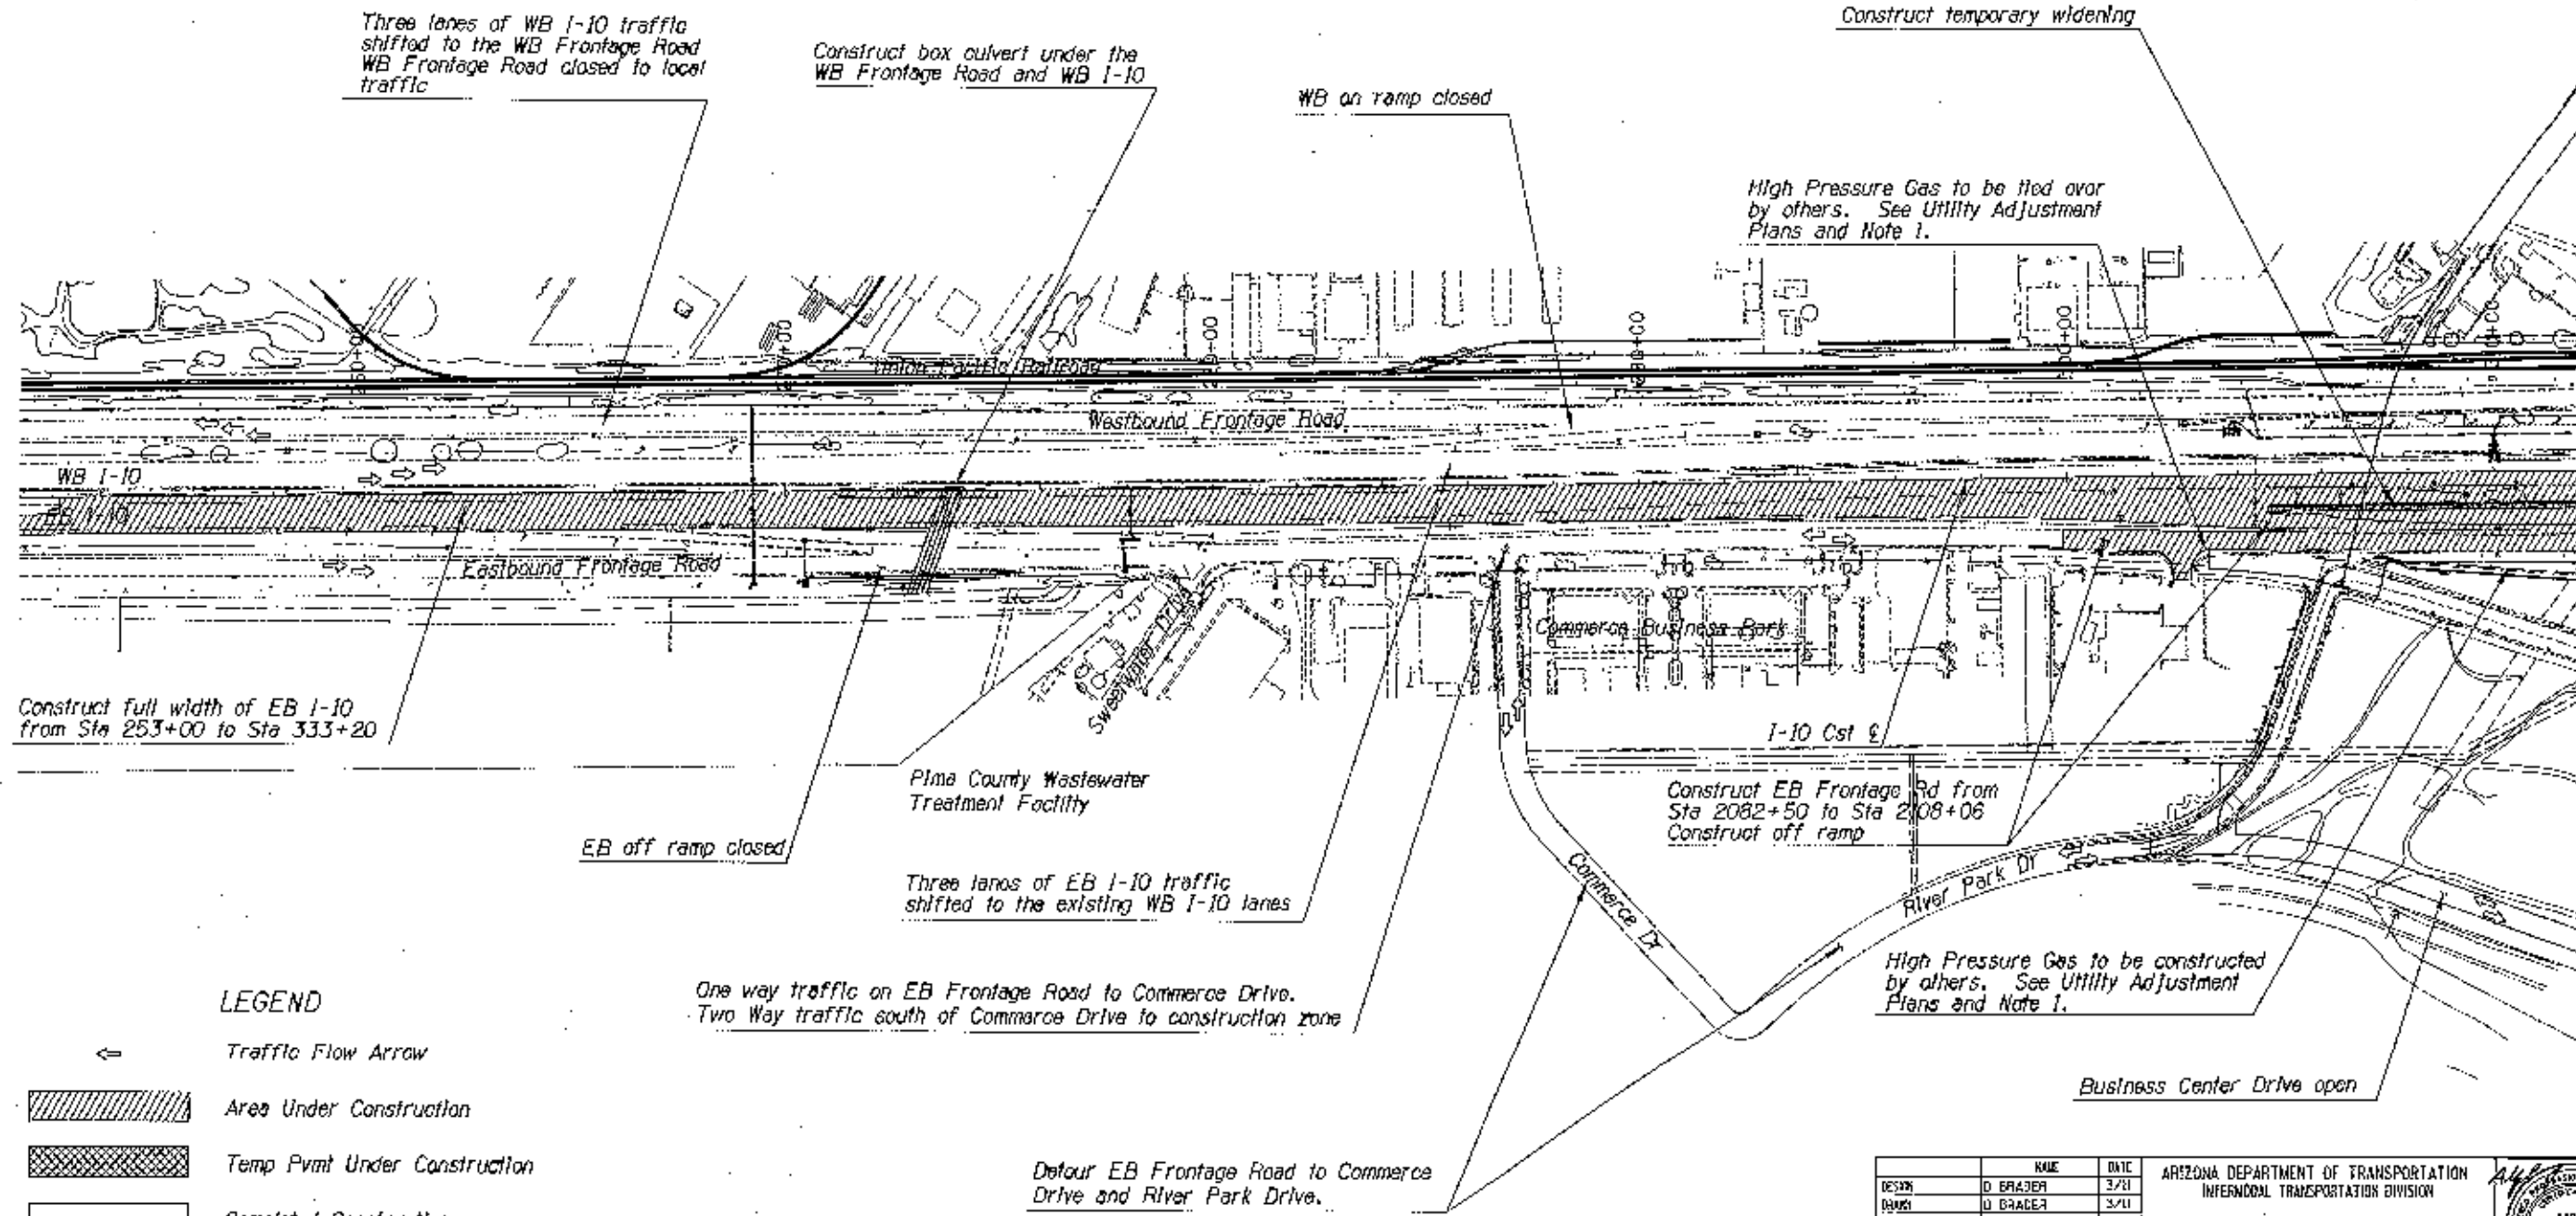 Three lanes of WB I-10 traffic
shifted to the WB Frontage Road
WB Frontage Road closed to local
traffic
Construct box culvert under the
WB Frontage Road and WB I-10
WB on ramp closed
Construct temporary widening
High Pressure Gas to be tied over
by others. See Utility Adjustment
Plans and Note 1.
Union Pacific Railroad
Westbound Frontage Road
WB I-10
EB I-10
Eastbound Frontage Road
Commerce Business Park
Sweetwater Dr
Construct full width of EB I-10
from Sta 253+00 to Sta 333+20
I-10 Cst ℄
Pima County Wastewater
Treatment Facility
Construct EB Frontage Rd from
Sta 2082+50 to Sta 2108+06
Construct off ramp
EB off ramp closed
Three lanes of EB I-10 traffic
shifted to the existing WB I-10 lanes
Commerce Dr
River Park Dr
High Pressure Gas to be constructed
by others. See Utility Adjustment
Plans and Note 1.
One way traffic on EB Frontage Road to Commerce Drive.
Two Way traffic south of Commerce Drive to construction zone
Business Center Drive open
Detour EB Frontage Road to Commerce
Drive and River Park Drive.
LEGEND
Traffic Flow Arrow
Area Under Construction
Temp Pvmt Under Construction
NAME DATE
DESIGN D BRADER 3/11
DRAWN D BRADER 3/11
ARIZONA DEPARTMENT OF TRANSPORTATION
INTERMODAL TRANSPORTATION DIVISION